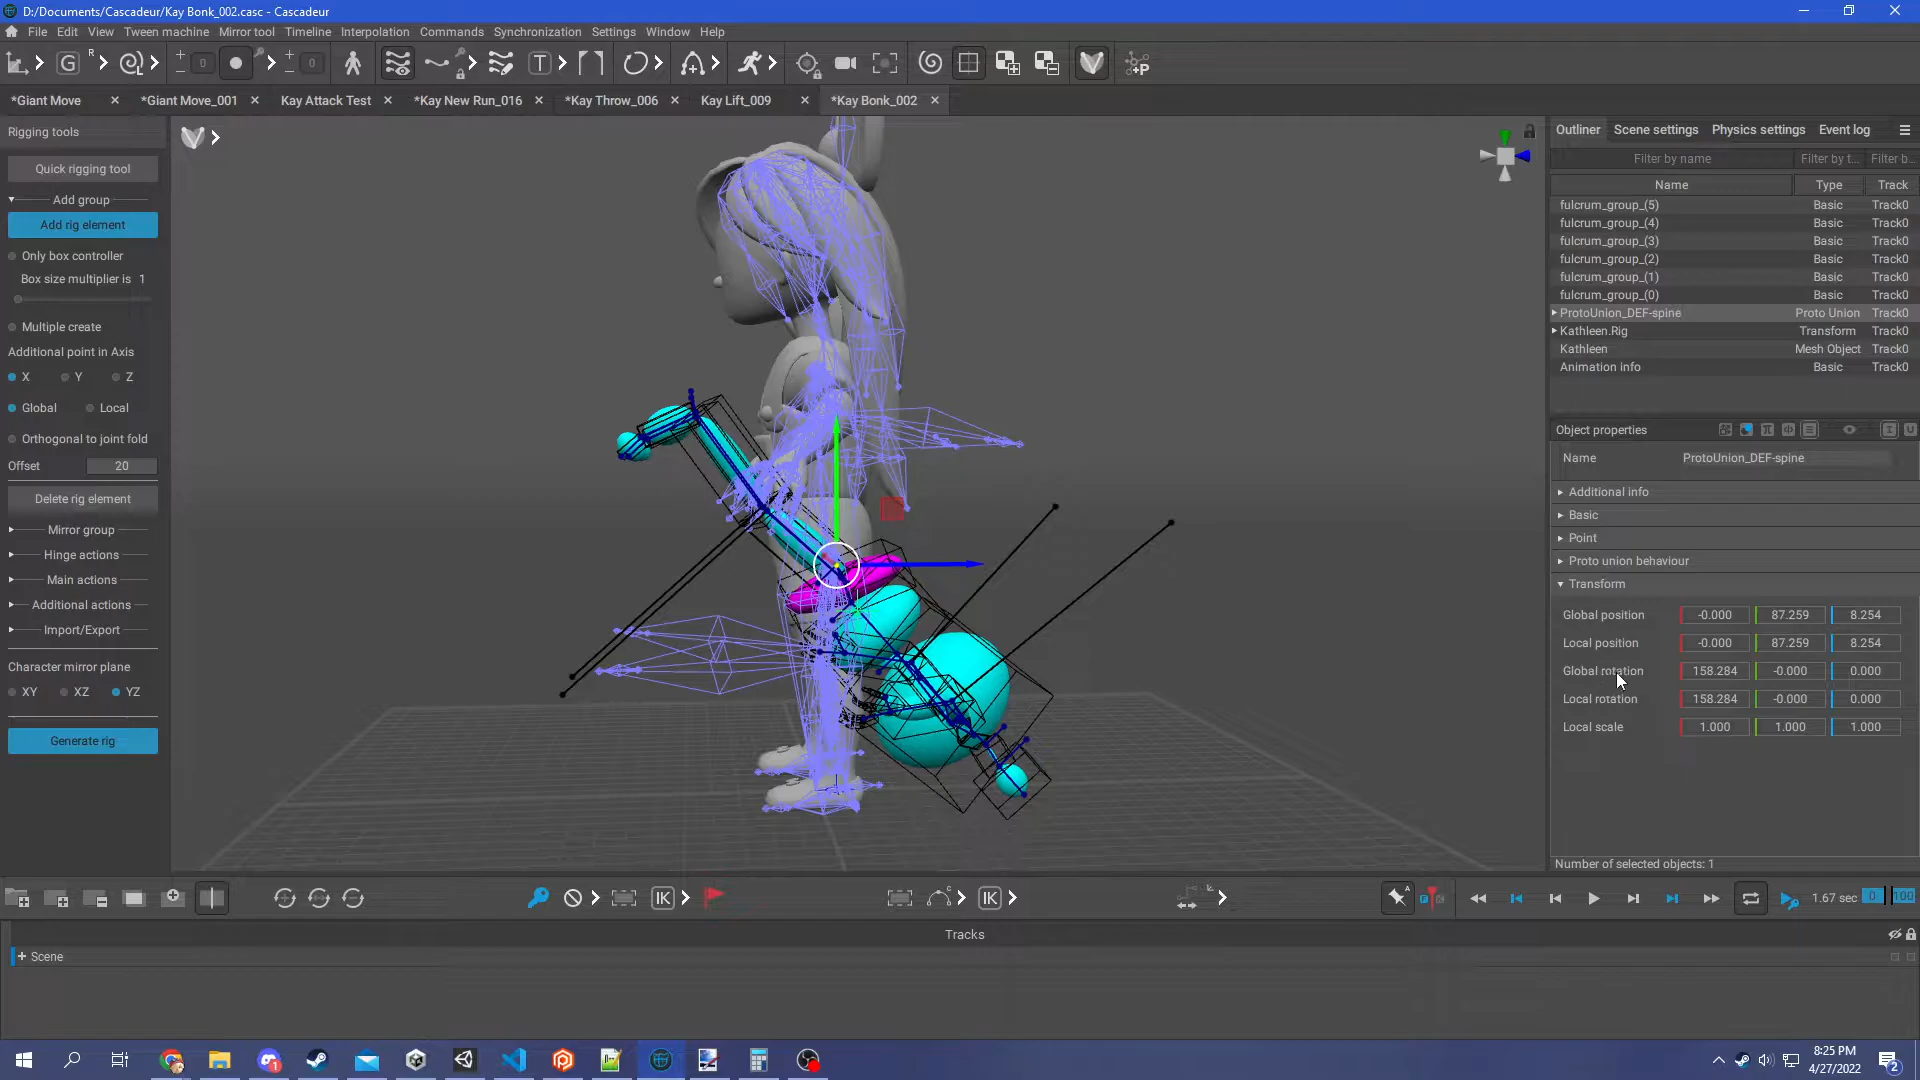 D:/Documents/Cascadeur/Kay Bonk_002.casc - Cascadeur
File Edit View Tween machine Mirror tool Timeline Interpolation Commands Synchronization Settings Window Help
*Giant Move × *Giant Move_001 × Kay Attack Test × *Kay New Run_016 × *Kay Throw_006 × Kay Lift_009 × *Kay Bonk_002 ×
Rigging tools
Quick rigging tool
Add group
Add rig element
Only box controller
Box size multiplier is 1
Multiple create
Additional point in Axis
X Y Z
Global Local
Orthogonal to joint fold
Offset 20
Delete rig element
Mirror group
Hinge actions
Main actions
Additional actions
Import/Export
Character mirror plane
XY XZ YZ
Generate rig
Outliner Scene settings Physics settings Event log
Filter by name Filter by t... Filter b...
Name Type Track
fulcrum_group_(5) Basic Track0
fulcrum_group_(4) Basic Track0
fulcrum_group_(3) Basic Track0
fulcrum_group_(2) Basic Track0
fulcrum_group_(1) Basic Track0
fulcrum_group_(0) Basic Track0
ProtoUnion_DEF-spine Proto Union Track0
Kathleen.Rig Transform Track0
Kathleen Mesh Object Track0
Animation info Basic Track0
Object properties
Name ProtoUnion_DEF-spine
Additional info
Basic
Point
Proto union behaviour
Transform
Global position -0.000 87.259 8.254
Local position -0.000 87.259 8.254
Global rotation 158.284 -0.000 0.000
Local rotation 158.284 -0.000 0.000
Local scale 1.000 1.000 1.000
Number of selected objects: 1
IK IK 1.67 sec 0 100
Tracks
+ Scene
8:25 PM
4/27/2022